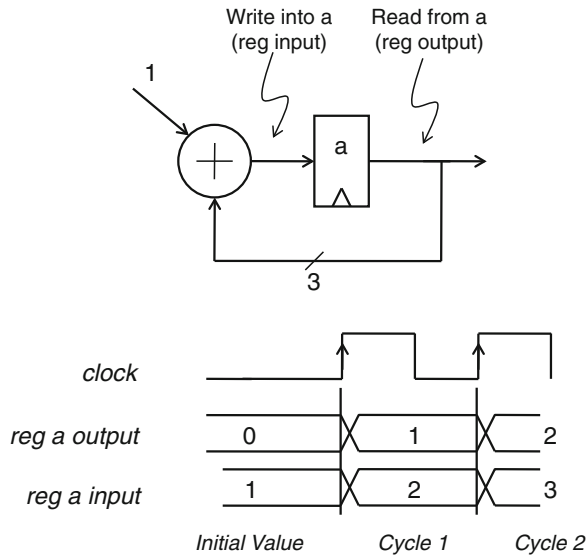 Write into a
(reg input)
Read from a
(reg output)
1
a
3
clock
reg a output
0
1
2
reg a input
1
2
3
Initial Value
Cycle 1
Cycle 2